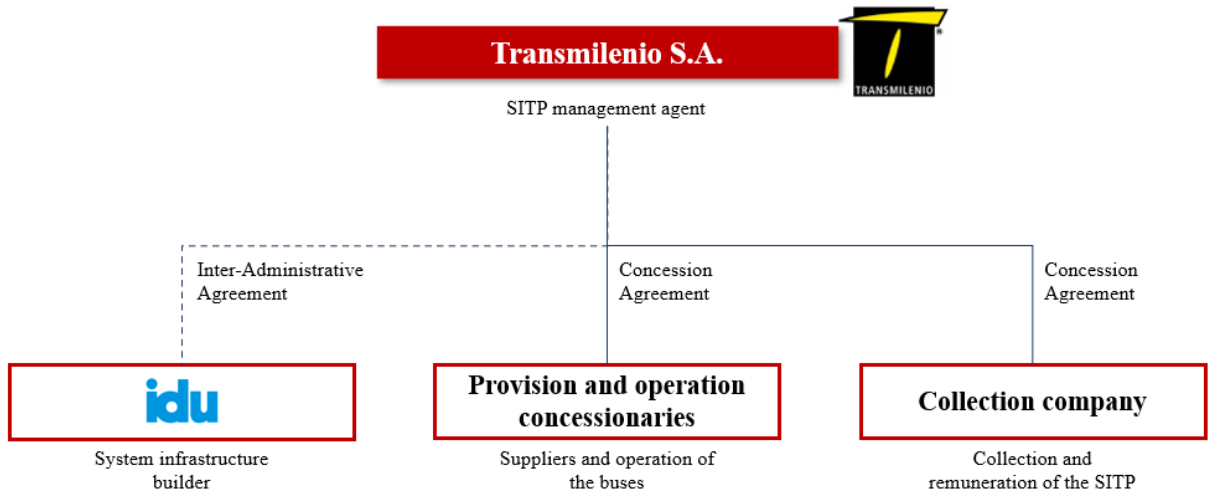 Transmilenio S.A.
TRANSMILENIO
SITP management agent
Inter-Administrative
Agreement
Concession
Agreement
Concession
Agreement
idu
Provision and operation
concessionaries
Collection company
System infrastructure
builder
Suppliers and operation of
the buses
Collection and
remuneration of the SITP